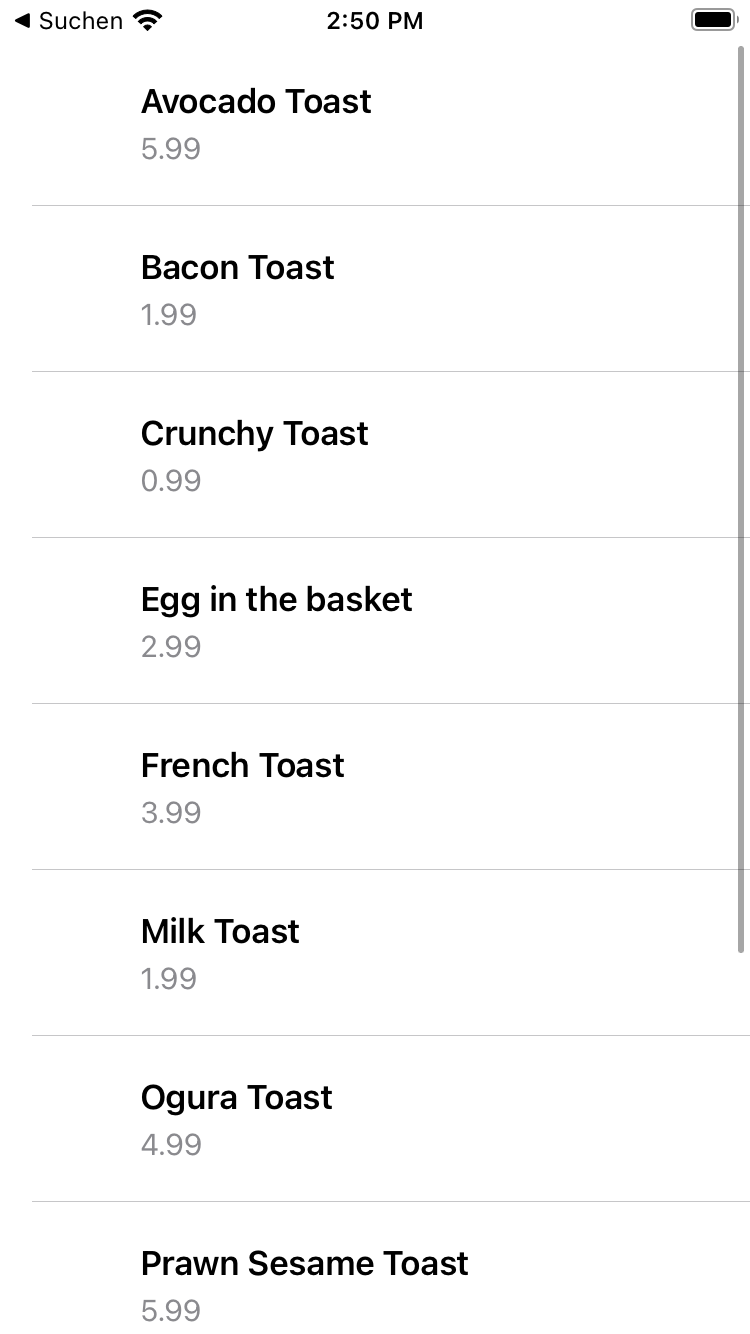 Suchen 2:50 PM
Avocado Toast
5.99
Bacon Toast
1.99
Crunchy Toast
0.99
Egg in the basket
2.99
French Toast
3.99
Milk Toast
1.99
Ogura Toast
4.99
Prawn Sesame Toast
5.99